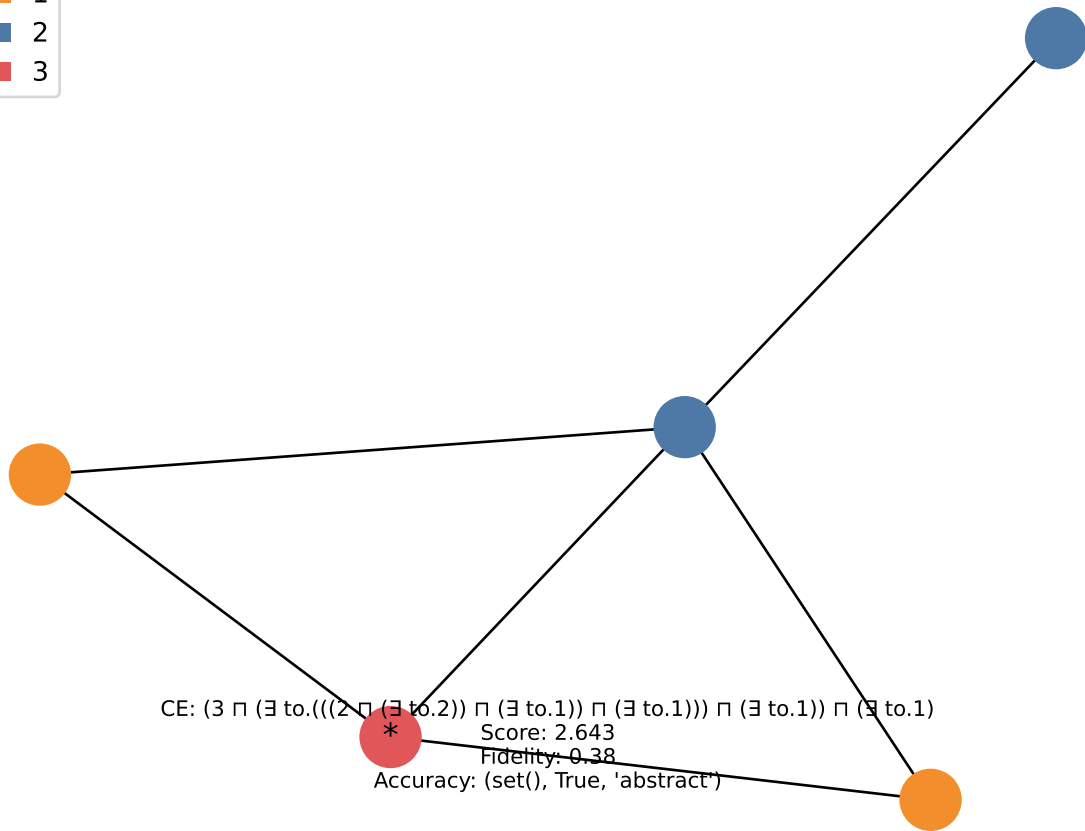 2
3
CE: (3 ⊓ (∃ to.(((2 ⊓ (∃ to.2)) ⊓ (∃ to.1)) ⊓ (∃ to.1))) ⊓ (∃ to.1)) ⊓ (∃ to.1)
*
Score: 2.643
Fidelity: 0.38
Accuracy: (set(), True, 'abstract')